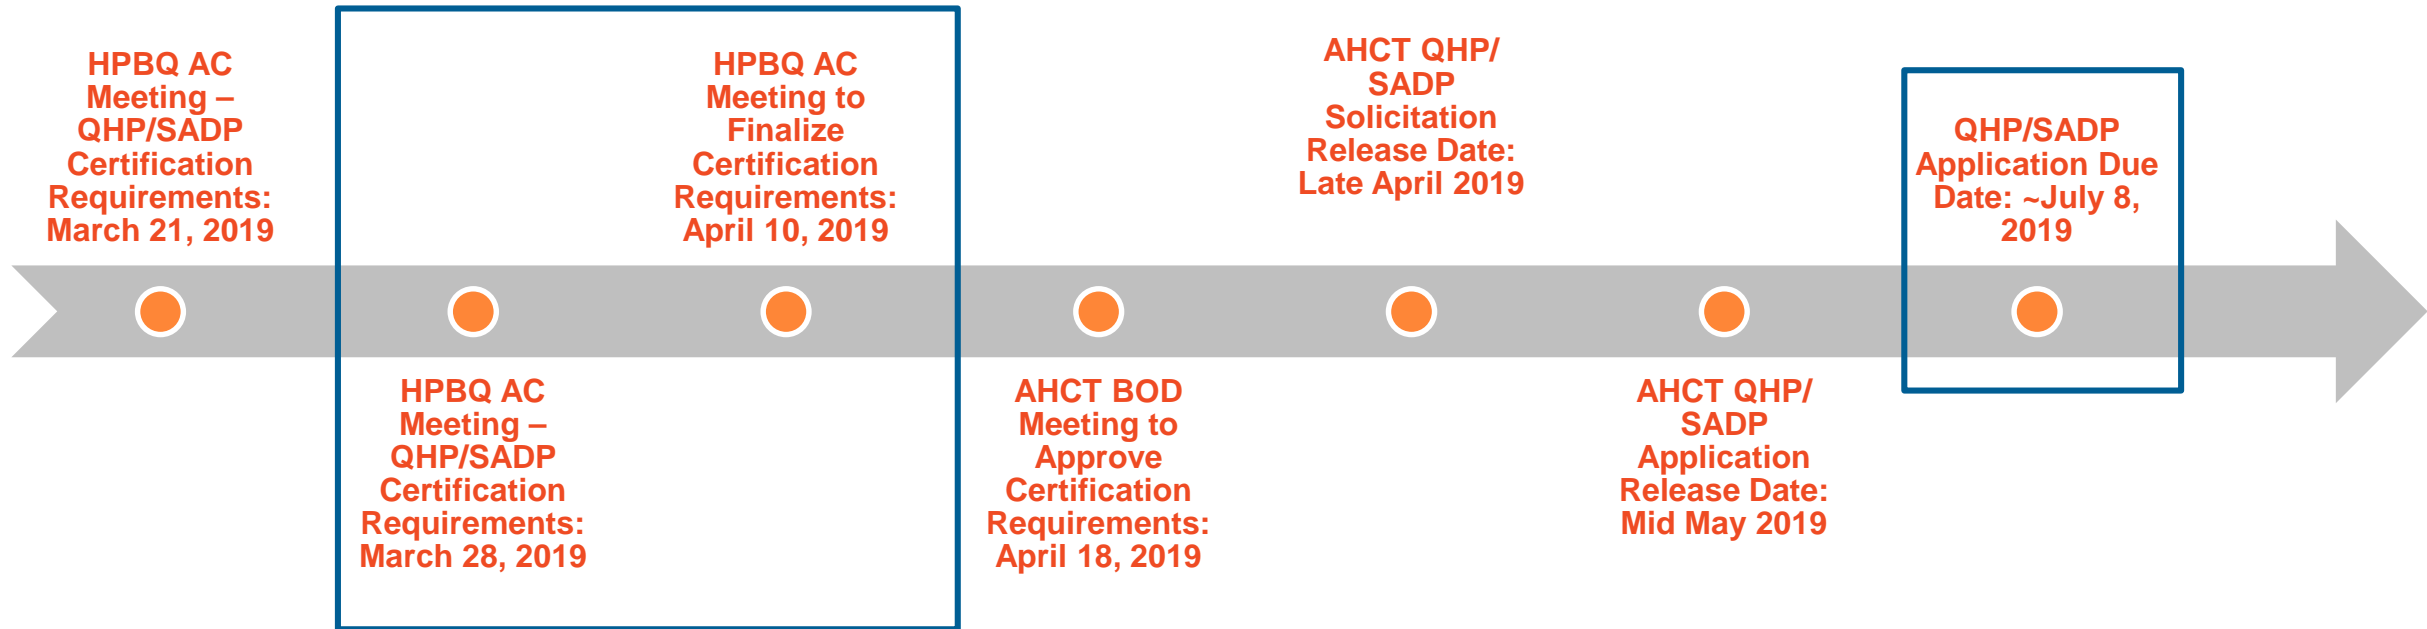 HPBQ AC
Meeting –
QHP/SADP
Certification
Requirements:
March 21, 2019
HPBQ AC
Meeting –
QHP/SADP
Certification
Requirements:
March 28, 2019
HPBQ AC
Meeting to
Finalize
Certification
Requirements:
April 10, 2019
AHCT BOD
Meeting to
Approve
Certification
Requirements:
April 18, 2019
AHCT QHP/
SADP
Solicitation
Release Date:
Late April 2019
AHCT QHP/
SADP
Application
Release Date:
Mid May 2019
QHP/SADP
Application Due
Date: ~July 8,
2019